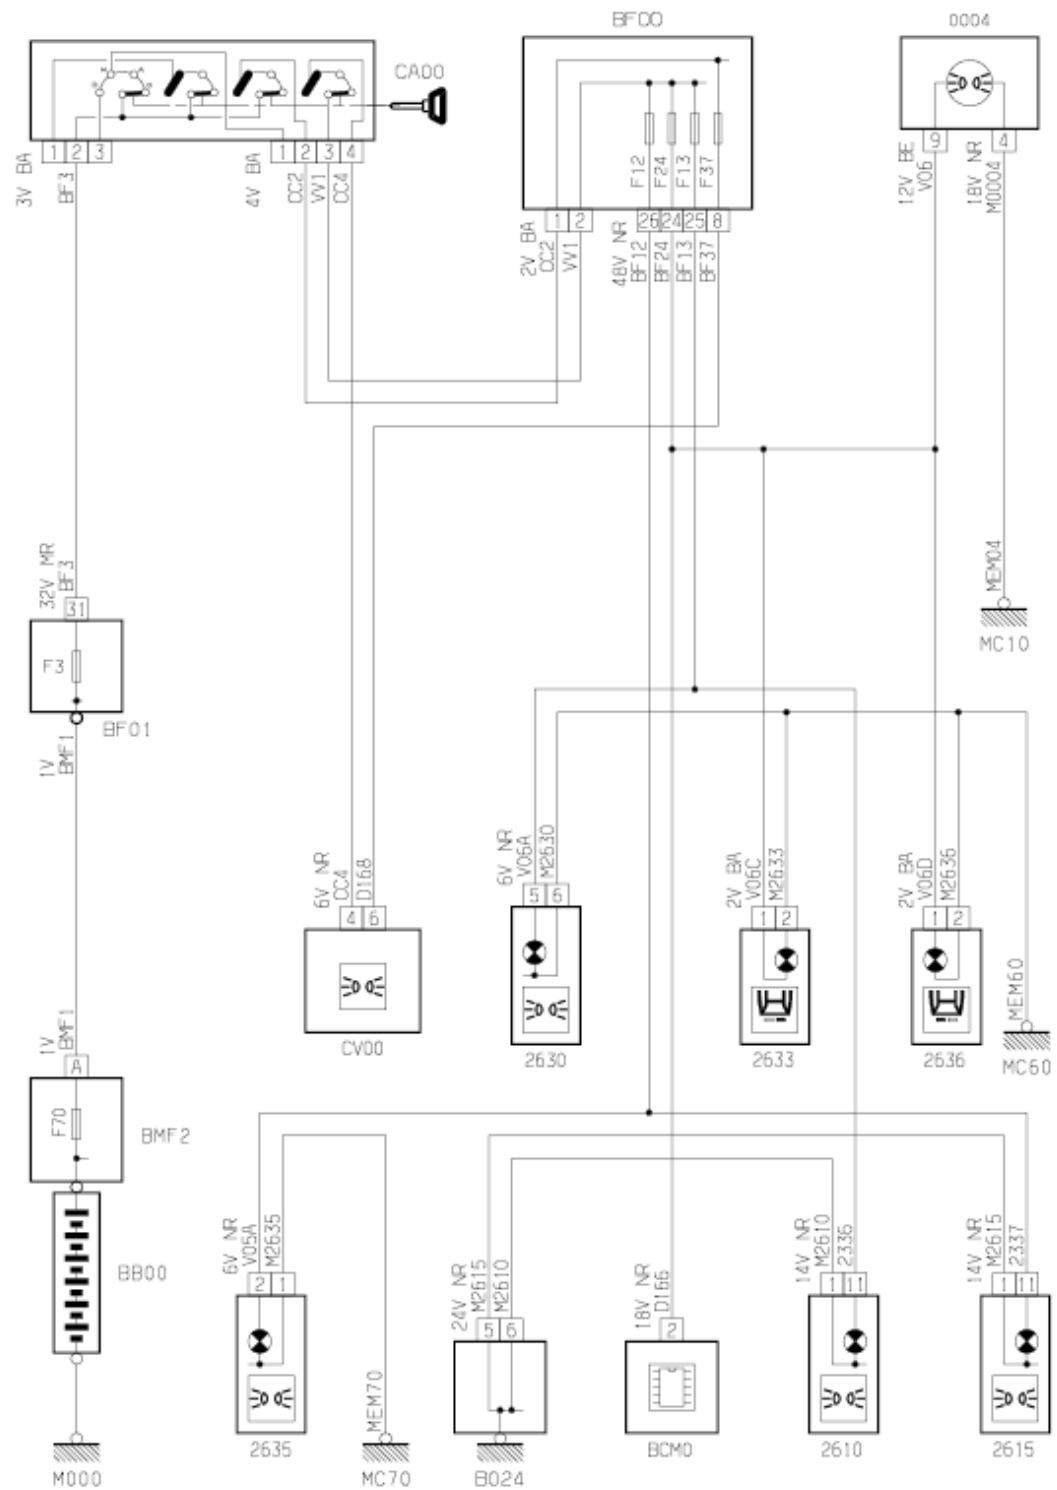 BF00
0004
CA00
H A
S D
1 2 3
1 2 3 4
3V BA
BF3
4V BA
CC2
VV1
CC4
F12
F24
F13
F37
1 2
26 24 25 8
2V BA
CC2
VV1
48V NR
BF12
BF24
BF13
BF37
9
4
12V BE
V06
18V NR
M0004
MEM04
MC10
32V MR
BF3
31
F3
BF01
1V
BMF1
6V NR
CC4
D168
4 6
CV00
6V NR
V06A
M2630
5 6
2630
2V BA
V06C
M2633
1 2
2633
2V BA
V06D
M2636
1 2
2636
MEM60
MC60
1V
BMF1
A
F70
BMF2
BB00
M000
6V NR
V05A
M2635
2 1
2635
MEM70
MC70
24V NR
M2615
M2610
5 6
B024
18V NR
D166
2
BCM0
14V NR
M2610
2336
1 11
2610
14V NR
M2615
2337
1 11
2615